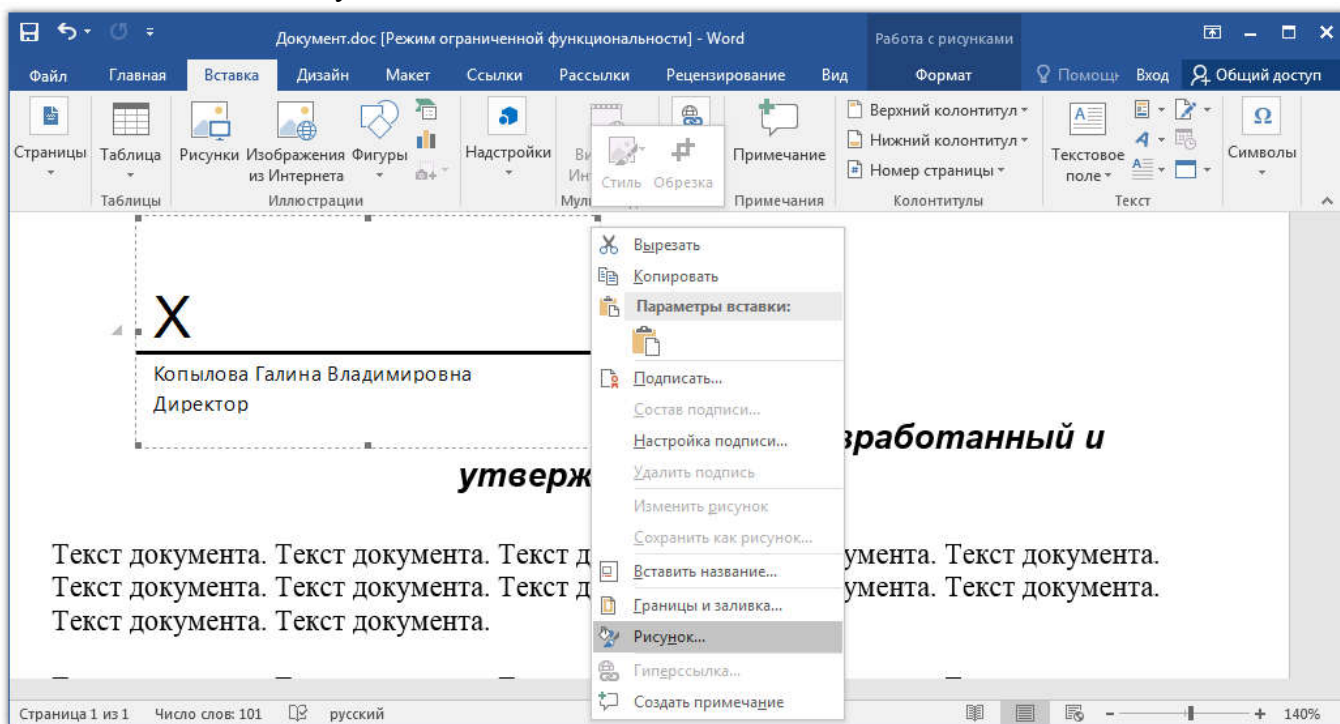 Документ.doc [Режим ограниченной функциональности] - Word
Работа с рисунками
Файл Главная Вставка Дизайн Макет Ссылки Рассылки Рецензирование Вид Формат Помощ Вход Общий доступ
Страницы
Таблица
Таблицы
Рисунки
Изображения из Интернета
Фигуры
Иллюстрации
Надстройки
Стиль
Обрезка
Примечание
Примечания
Верхний колонтитул
Нижний колонтитул
Номер страницы
Колонтитулы
Текстовое поле
Текст
Символы
X
Копылова Галина Владимировна
Директор
Вырезать
Копировать
Параметры вставки:
Подписать...
Состав подписи...
Настройка подписи...
Удалить подпись
Изменить рисунок
Сохранить как рисунок...
Вставить название...
Границы и заливка...
Рисунок...
Гиперссылка...
Создать примечание
зработанный и
утверж
Текст документа. Текст документа. Текст д умента. Текст документа.
Текст документа. Текст документа. Текст д умента. Текст документа.
Текст документа. Текст документа.
Страница 1 из 1 Число слов: 101 русский 140%